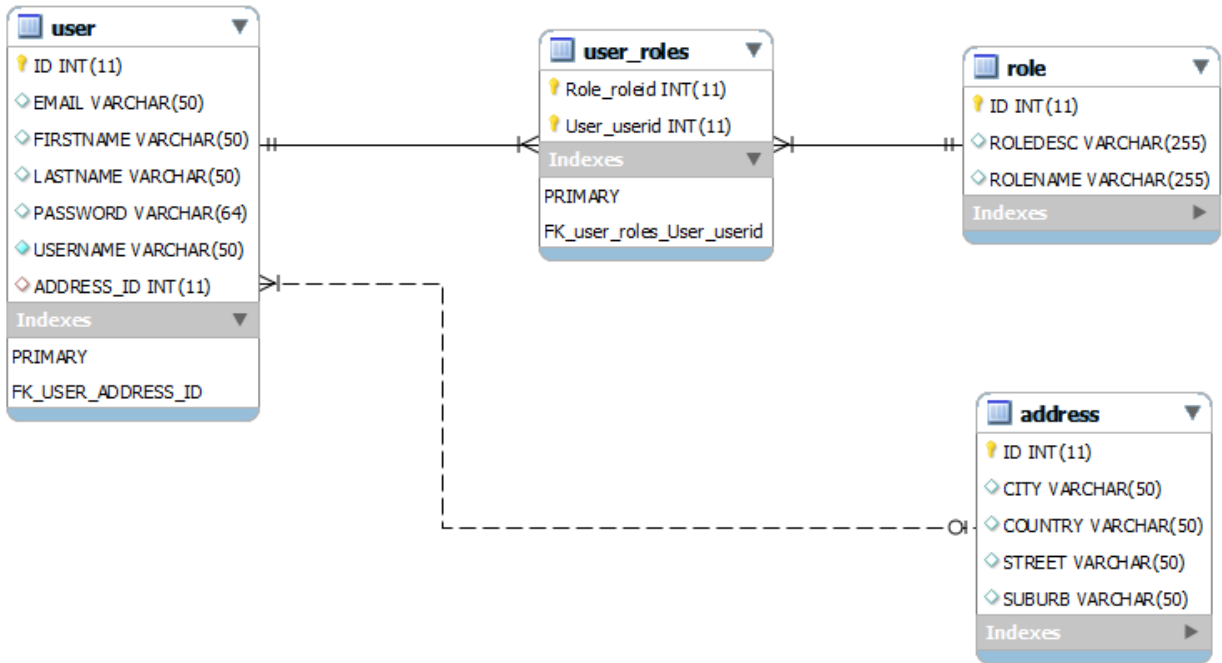 user
ID INT(11)
EMAIL VARCHAR(50)
FIRSTNAME VARCHAR(50)
LASTNAME VARCHAR(50)
PASSWORD VARCHAR(64)
USERNAME VARCHAR(50)
ADDRESS_ID INT(11)
Indexes
PRIMARY
FK_USER_ADDRESS_ID
user_roles
Role_roleid INT(11)
User_userid INT(11)
Indexes
PRIMARY
FK_user_roles_User_userid
role
ID INT(11)
ROLEDESC VARCHAR(255)
ROLENAME VARCHAR(255)
Indexes
address
ID INT(11)
CITY VARCHAR(50)
COUNTRY VARCHAR(50)
STREET VARCHAR(50)
SUBURB VARCHAR(50)
Indexes